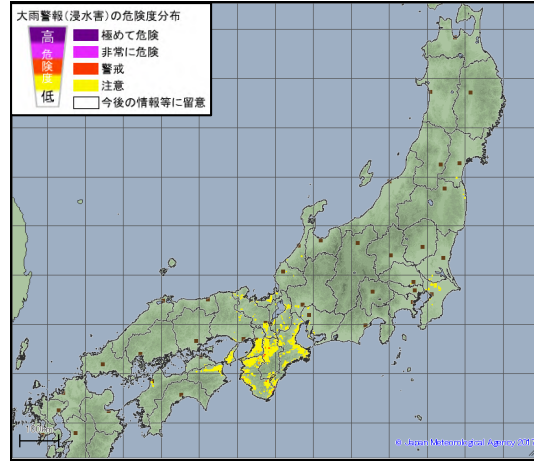 大雨警報(浸水害)の危険度分布
高
危
険
度
低
極めて危険
非常に危険
警戒
注意
今後の情報等に留意
© Japan Meteorological Agency 2017